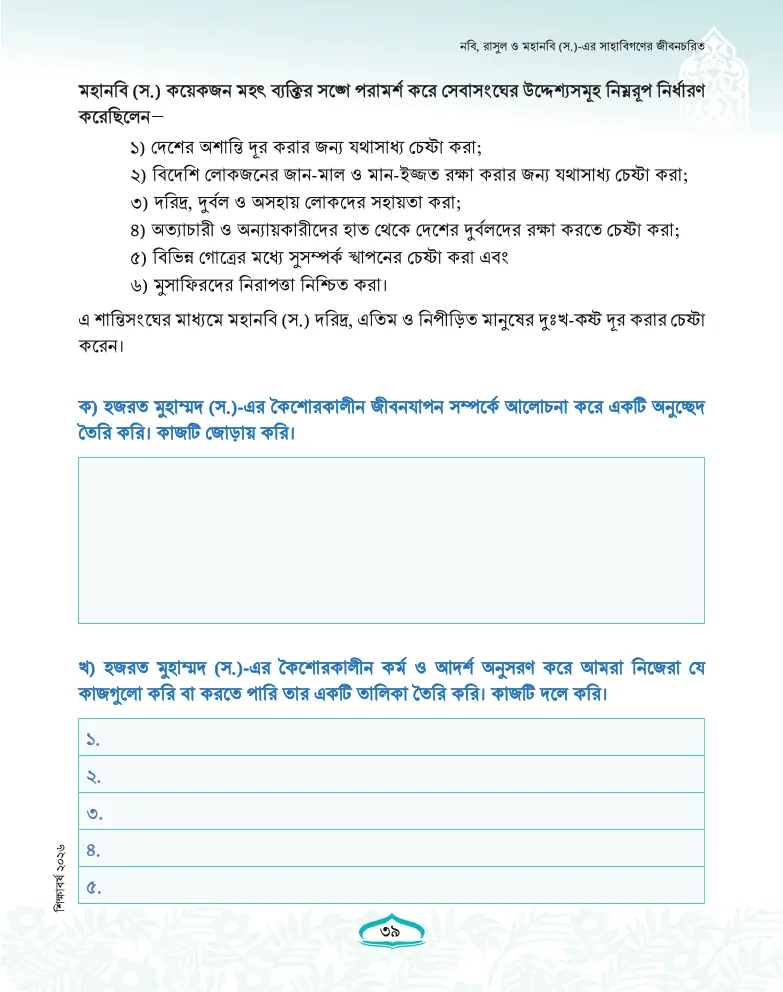 নবি, রাসুল ও মহানবি (স.)-এর সাহাবিগণের জীবনচরিত
মহানবি (স.) কয়েকজন মহৎ ব্যক্তির সঙ্গে পরামর্শ করে সেবাসংঘের উদ্দেশ্যসমূহ নিম্নরূপ নির্ধারণ
করেছিলেন–
১) দেশের অশান্তি দূর করার জন্য যথাসাধ্য চেষ্টা করা;
২) বিদেশি লোকজনের জান-মাল ও মান-ইজ্জত রক্ষা করার জন্য যথাসাধ্য চেষ্টা করা;
৩) দরিদ্র, দুর্বল ও অসহায় লোকদের সহায়তা করা;
৪) অত্যাচারী ও অন্যায়কারীদের হাত থেকে দেশের দুর্বলদের রক্ষা করতে চেষ্টা করা;
৫) বিভিন্ন গোত্রের মধ্যে সুসম্পর্ক স্থাপনের চেষ্টা করা এবং
৬) মুসাফিরদের নিরাপত্তা নিশ্চিত করা।
এ শান্তিসংঘের মাধ্যমে মহানবি (স.) দরিদ্র, এতিম ও নিপীড়িত মানুষের দুঃখ-কষ্ট দূর করার চেষ্টা
করেন।
ক) হজরত মুহাম্মদ (স.)-এর কৈশোরকালীন জীবনযাপন সম্পর্কে আলোচনা করে একটি অনুচ্ছেদ
তৈরি করি। কাজটি জোড়ায় করি।
খ) হজরত মুহাম্মদ (স.)-এর কৈশোরকালীন কর্ম ও আদর্শ অনুসরণ করে আমরা নিজেরা যে
কাজগুলো করি বা করতে পারি তার একটি তালিকা তৈরি করি। কাজটি দলে করি।
১.
২.
৩.
৪.
৫.
শিক্ষাবর্ষ ২০২৬
৩৯